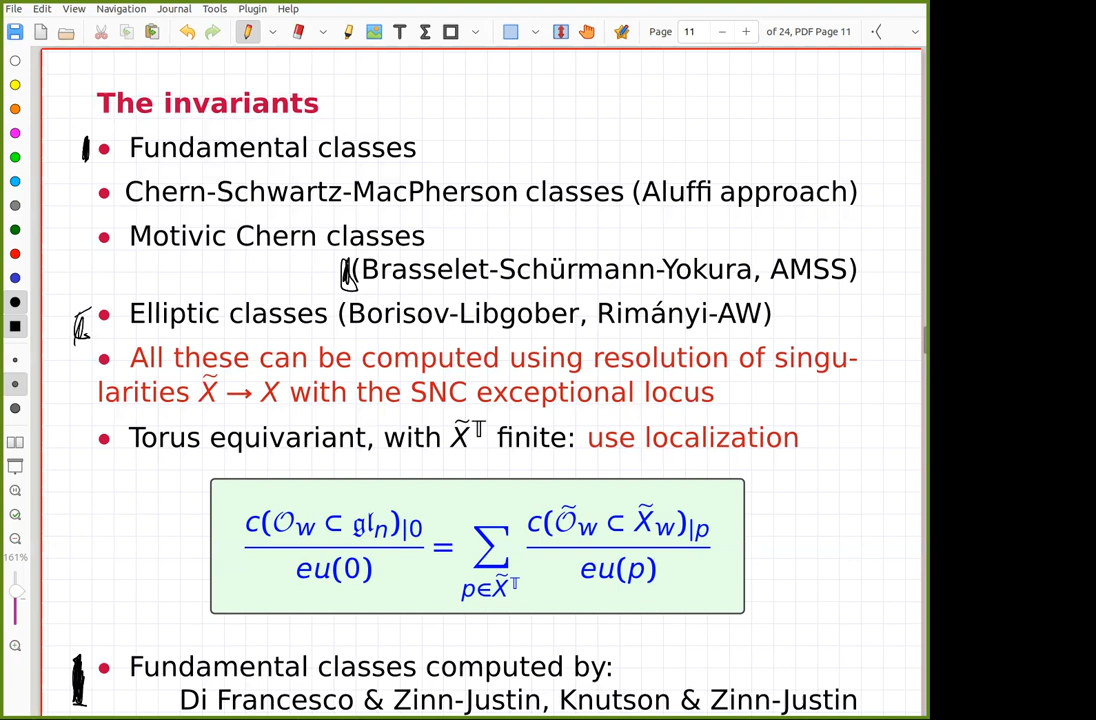 Navigation Edit View Navigate Journal Tools Plugin Help
Page 11 of 24, PDF Page 11
The invariants
• Fundamental classes
• Chern-Schwartz-MacPherson classes (Aluffi approach)
• Motivic Chern classes
(Brasselet-Schürmann-Yokura, AMSS)
• Elliptic classes (Borisov-Libgober, Rimányi-AW)
• All these can be computed using resolution of singu-
larities X̃ → X with the SNC exceptional locus
• Torus equivariant, with X̃^𝕋 finite: use localization
c(𝒪_w ⊂ 𝔤𝔩_n)|0 / eu(0) = ∑_{p∈X̃^𝕋} c(𝒪̃_w ⊂ X̃_w)|p / eu(p)
161%
• Fundamental classes computed by:
Di Francesco & Zinn-Justin, Knutson & Zinn-Justin